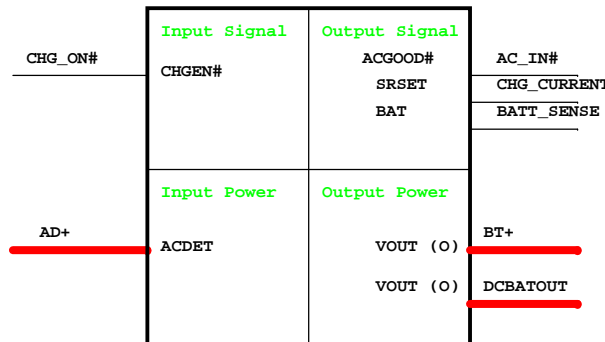 Input Signal Output Signal
CHG_ON# ACGOOD# AC_IN#
CHGEN# SRSET CHG_CURRENT
BAT BATT_SENSE
Input Power Output Power
AD+ BT+
ACDET VOUT (O)
VOUT (O) DCBATOUT